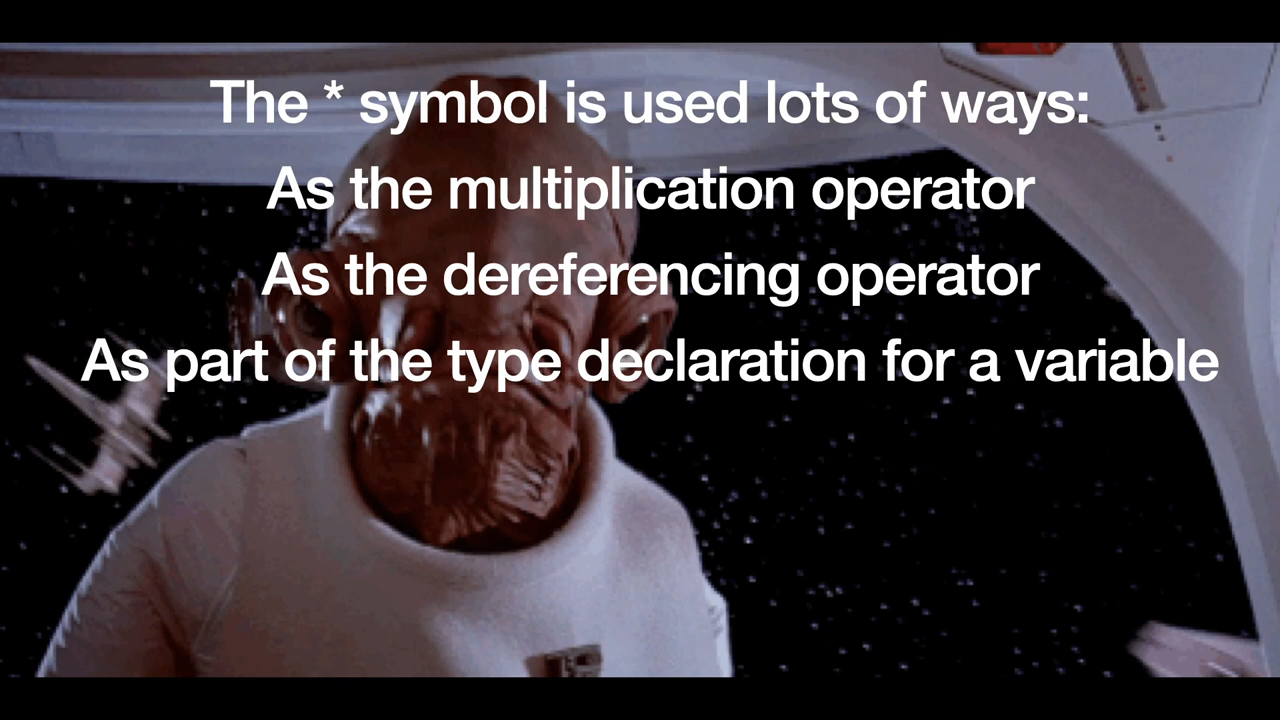 The * symbol is used lots of ways:
As the multiplication operator
As the dereferencing operator
As part of the type declaration for a variable